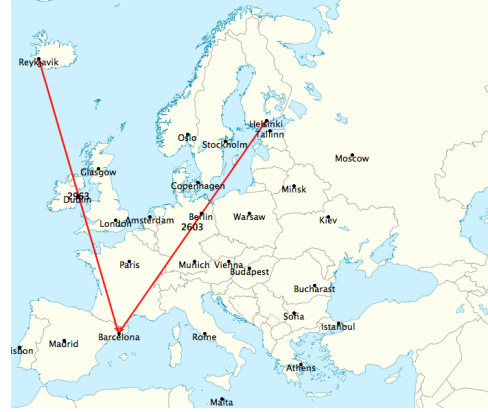 Reykjavik
Helsinki
Tallinn
Oslo
Stockholm
Moscow
Glasgow
Copenhagen
Minsk
2963
Dublin
London
Amsterdam
Berlin
Warsaw
Kiev
2603
Paris
Munich
Vienna
Budapest
Bucharest
Sofia
Istanbul
Barcelona
Rome
Madrid
isbon
Athens
Malta